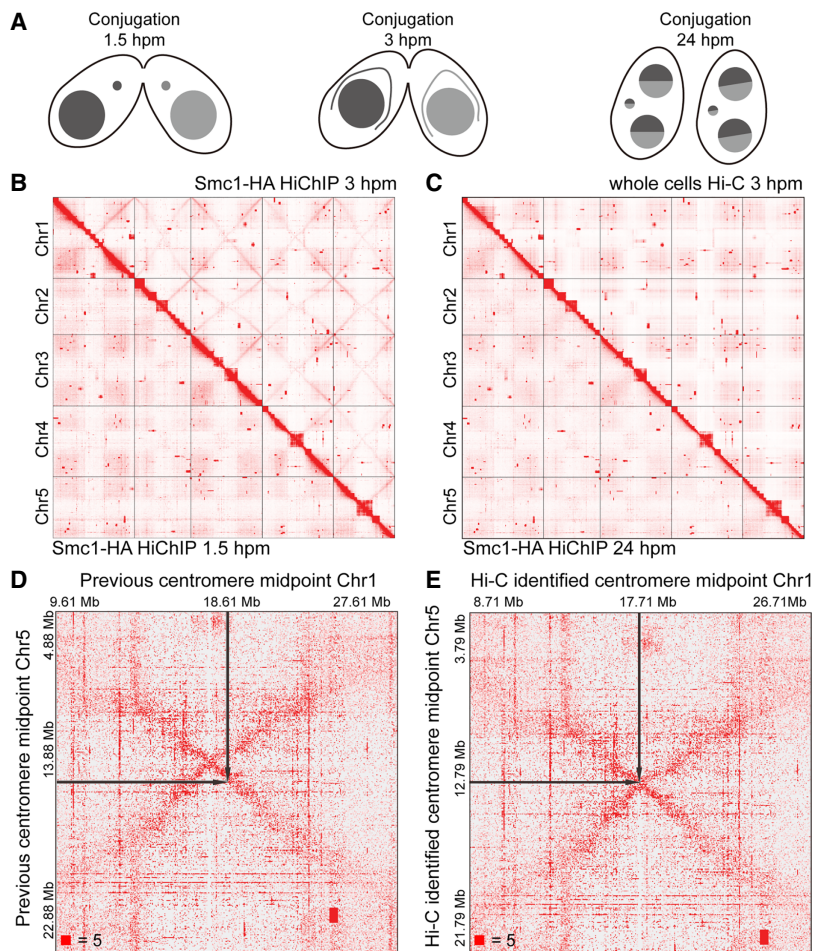 A
Conjugation
1.5 hpm
Conjugation
3 hpm
Conjugation
24 hpm
B
Smc1-HA HiChIP 3 hpm
Chr1
Chr2
Chr3
Chr4
Chr5
Smc1-HA HiChIP 1.5 hpm
C
whole cells Hi-C 3 hpm
Chr1
Chr2
Chr3
Chr4
Chr5
Smc1-HA HiChIP 24 hpm
D
Previous centromere midpoint Chr1
9.61 Mb 18.61 Mb 27.61 Mb
Previous centromere midpoint Chr5
4.88 Mb
13.88 Mb
22.88 Mb
= 5
E
Hi-C identified centromere midpoint Chr1
8.71 Mb 17.71 Mb 26.71Mb
Hi-C identified centromere midpoint Chr5
3.79 Mb
12.79 Mb
21.79 Mb
= 5